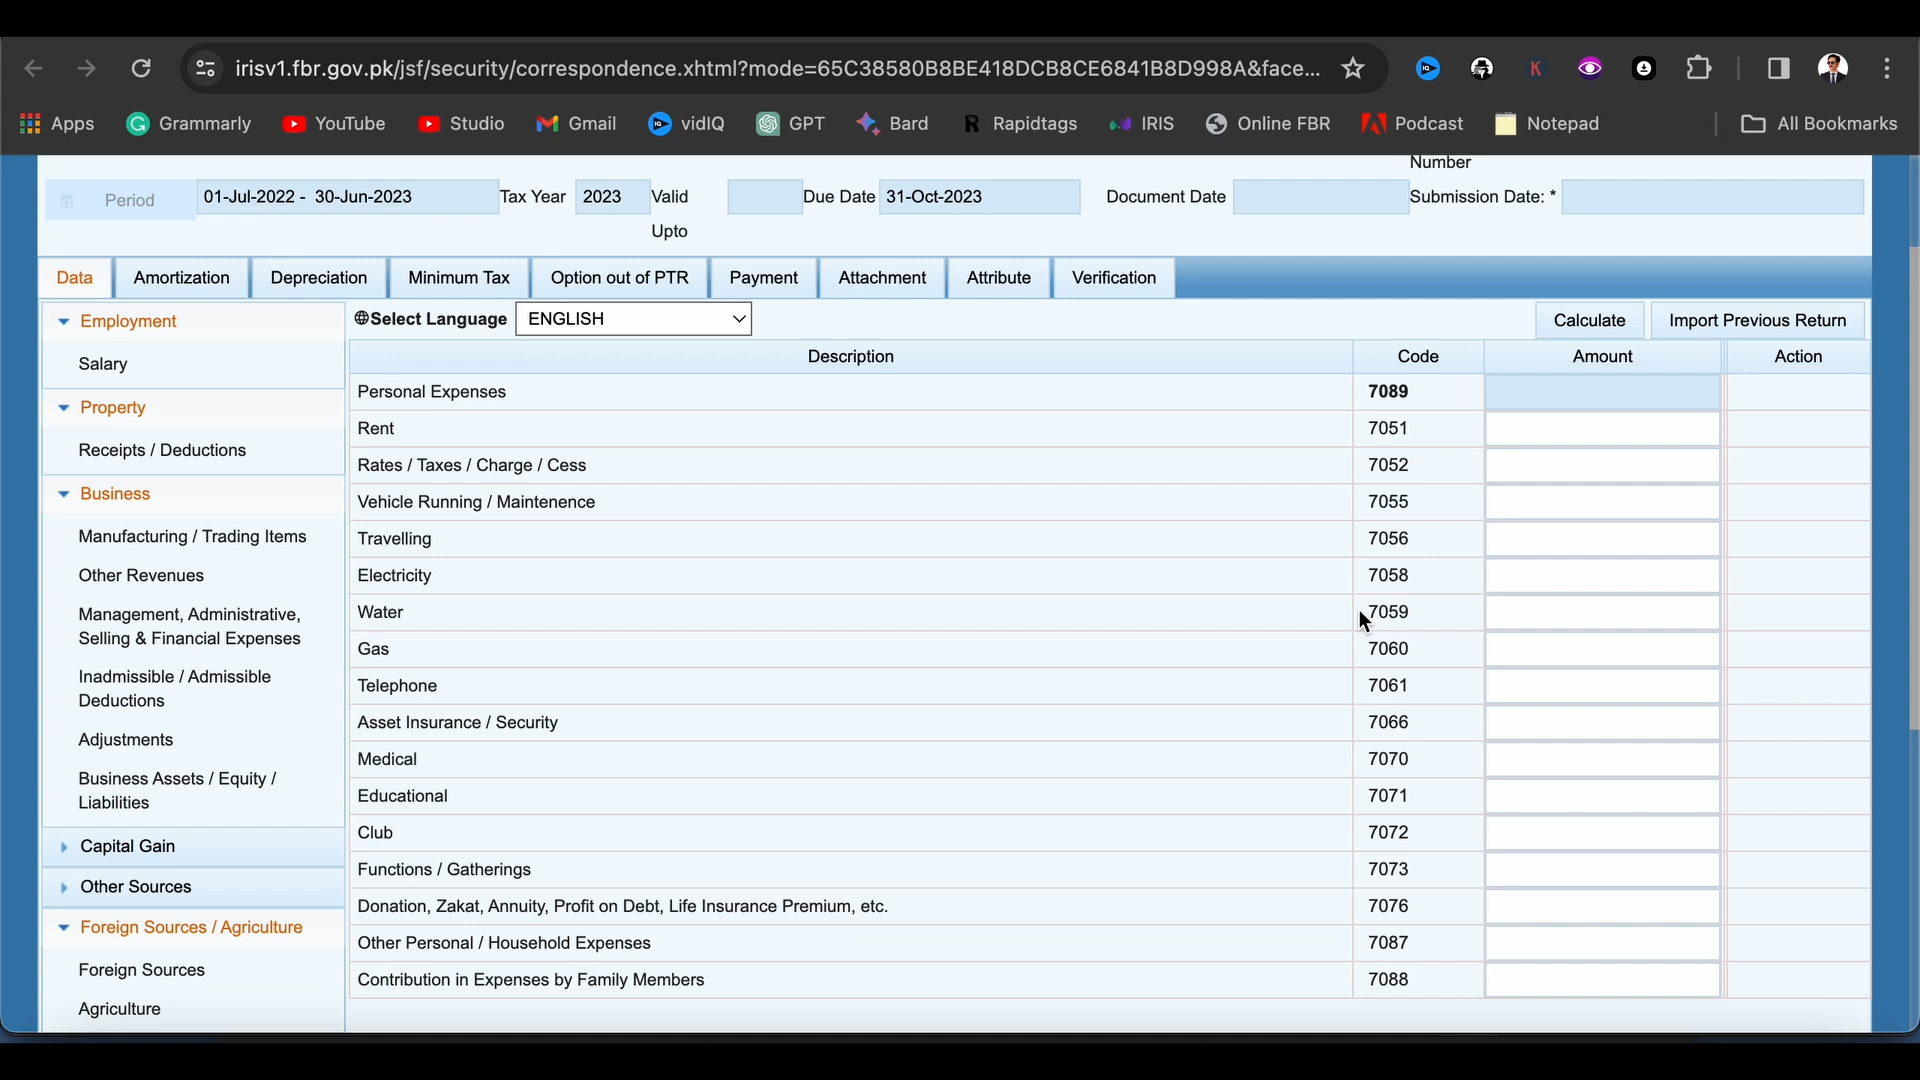 irisv1.fbr.gov.pk/jsf/security/correspondence.xhtml?mode=65C38580B8BE418DCB8CE6841B8D998A&face...
Apps Grammarly YouTube Studio Gmail vidIQ GPT Bard Rapidtags IRIS Online FBR Podcast Notepad All Bookmarks
Number
Period 01-Jul-2022 - 30-Jun-2023 Tax Year 2023 Valid Due Date 31-Oct-2023 Document Date Submission Date: *
Upto
Data Amortization Depreciation Minimum Tax Option out of PTR Payment Attachment Attribute Verification
Select Language ENGLISH Calculate Import Previous Return
Employment
Salary
Property
Receipts / Deductions
Business
Manufacturing / Trading Items
Other Revenues
Management, Administrative,
Selling & Financial Expenses
Inadmissible / Admissible
Deductions
Adjustments
Business Assets / Equity /
Liabilities
Capital Gain
Other Sources
Foreign Sources / Agriculture
Foreign Sources
Agriculture
Description Code Amount Action
Personal Expenses 7089
Rent 7051
Rates / Taxes / Charge / Cess 7052
Vehicle Running / Maintenence 7055
Travelling 7056
Electricity 7058
Water 7059
Gas 7060
Telephone 7061
Asset Insurance / Security 7066
Medical 7070
Educational 7071
Club 7072
Functions / Gatherings 7073
Donation, Zakat, Annuity, Profit on Debt, Life Insurance Premium, etc. 7076
Other Personal / Household Expenses 7087
Contribution in Expenses by Family Members 7088